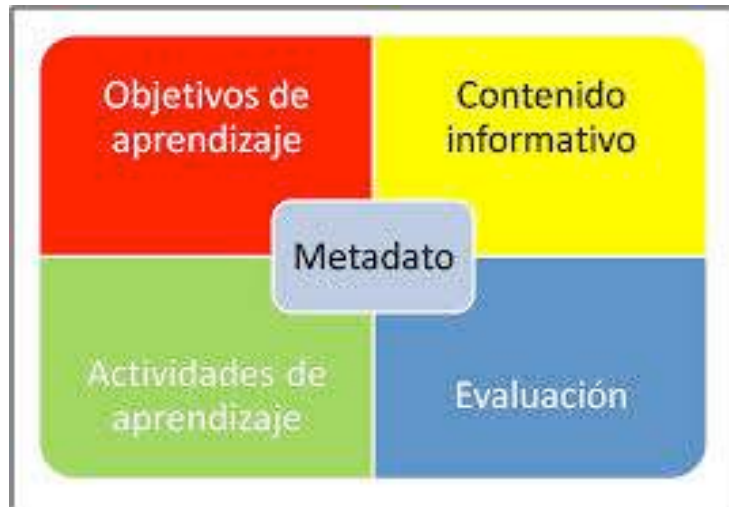 Objetivos de
aprendizaje
Contenido
informativo
Metadato
Actividades de
aprendizaje
Evaluación